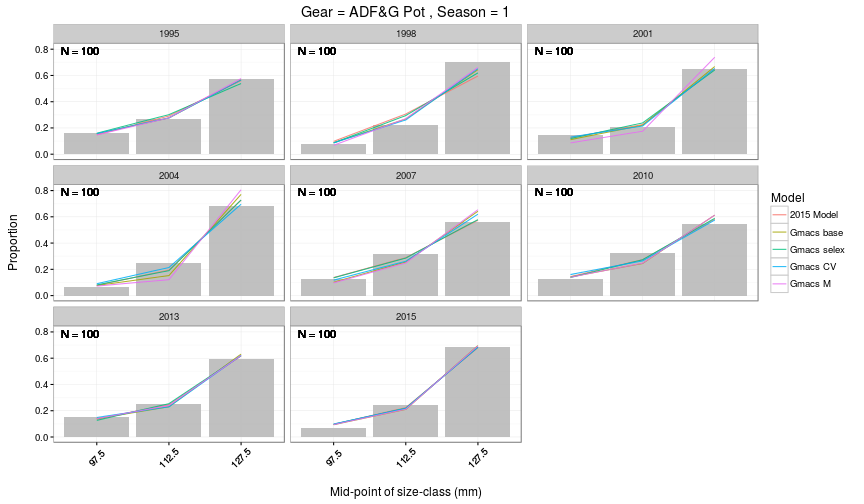 Gear = ADF&G Pot , Season = 1
1995 1998 2001
N = 100 N = 100 N = 100
0.8
0.6
0.4
0.2
0.0
2004 2007 2010
N = 100 N = 100 N = 100
0.8
0.6
0.4
0.2
0.0
2013 2015
N = 100 N = 100
0.8
0.6
0.4
0.2
0.0
97.5 112.5 127.5 97.5 112.5 127.5
Proportion
Mid-point of size-class (mm)
Model
2015 Model
Gmacs base
Gmacs selex
Gmacs CV
Gmacs M